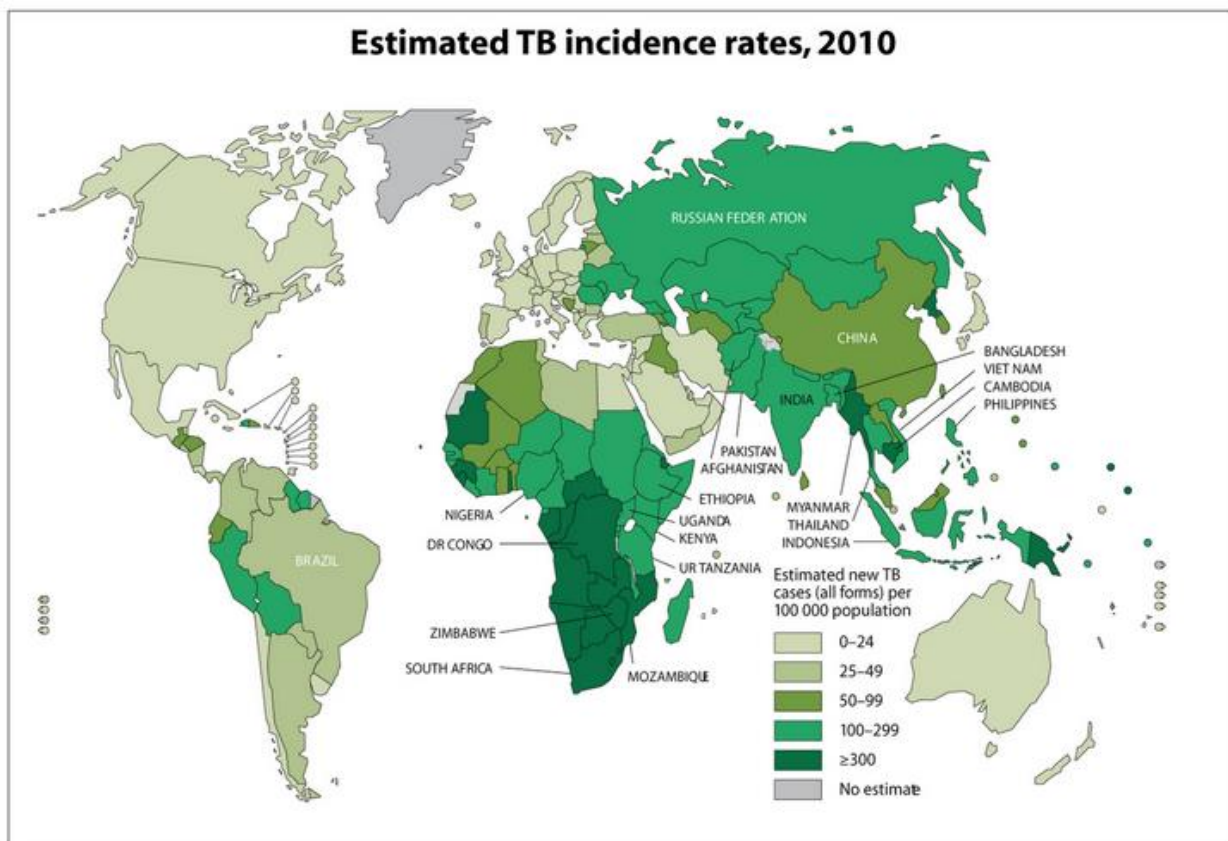 Estimated TB incidence rates, 2010
RUSSIAN FEDER ATION
CHINA
BANGLADESH
VIET NAM
CAMBODIA
PHILIPPINES
INDIA
PAKISTAN
AFGHANISTAN
ETHIOPIA
NIGERIA
UGANDA
KENYA
DR CONGO
UR TANZANIA
MYANMAR
THAILAND
INDONESIA
BRAZIL
ZIMBABWE
SOUTH AFRICA
MOZAMBIQUE
Estimated new TB
cases (all forms) per
100 000 population
0–24
25–49
50–99
100–299
≥300
No estimate